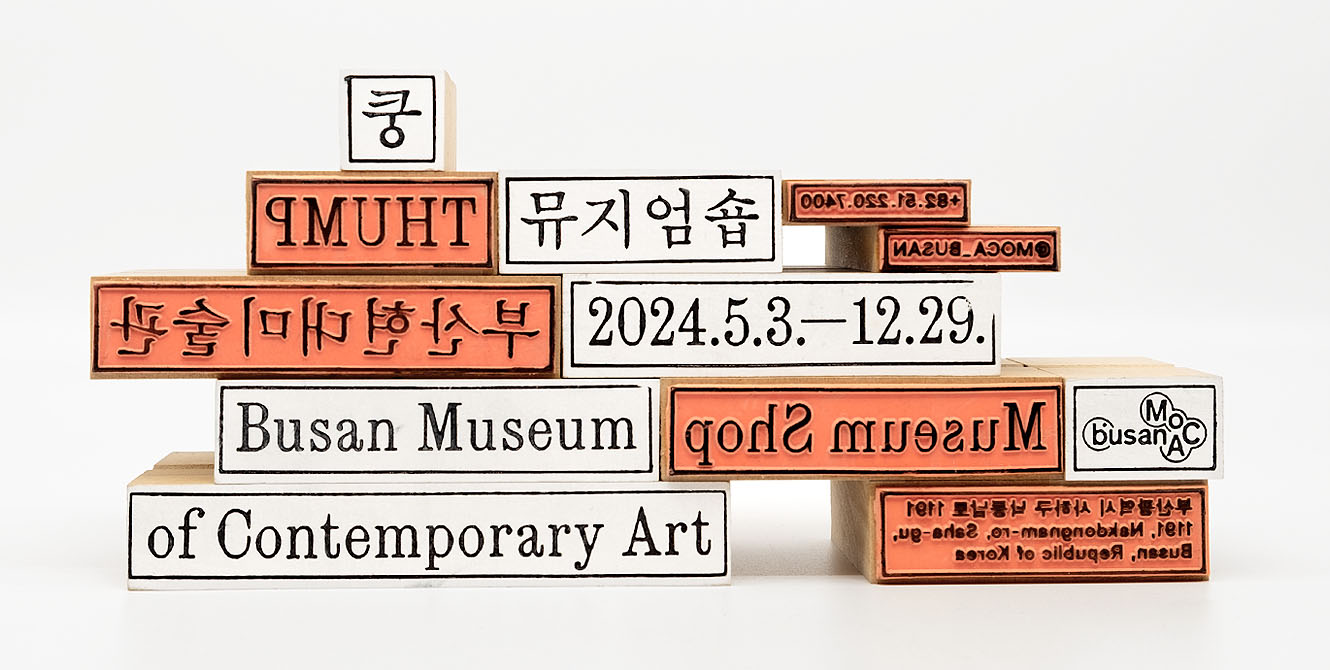 쿵
THUMP
뮤지엄숍
+82.51.220.7400
@MOCA_BUSAN
부산현대미술관
2024.5.3.—12.29.
Busan Museum
Museum Shop
busan MoCA
of Contemporary Art
부산광역시 사하구 낙동남로 1191
1191, Nakdongnam-ro, Saha-gu,
Busan, Republic of Korea